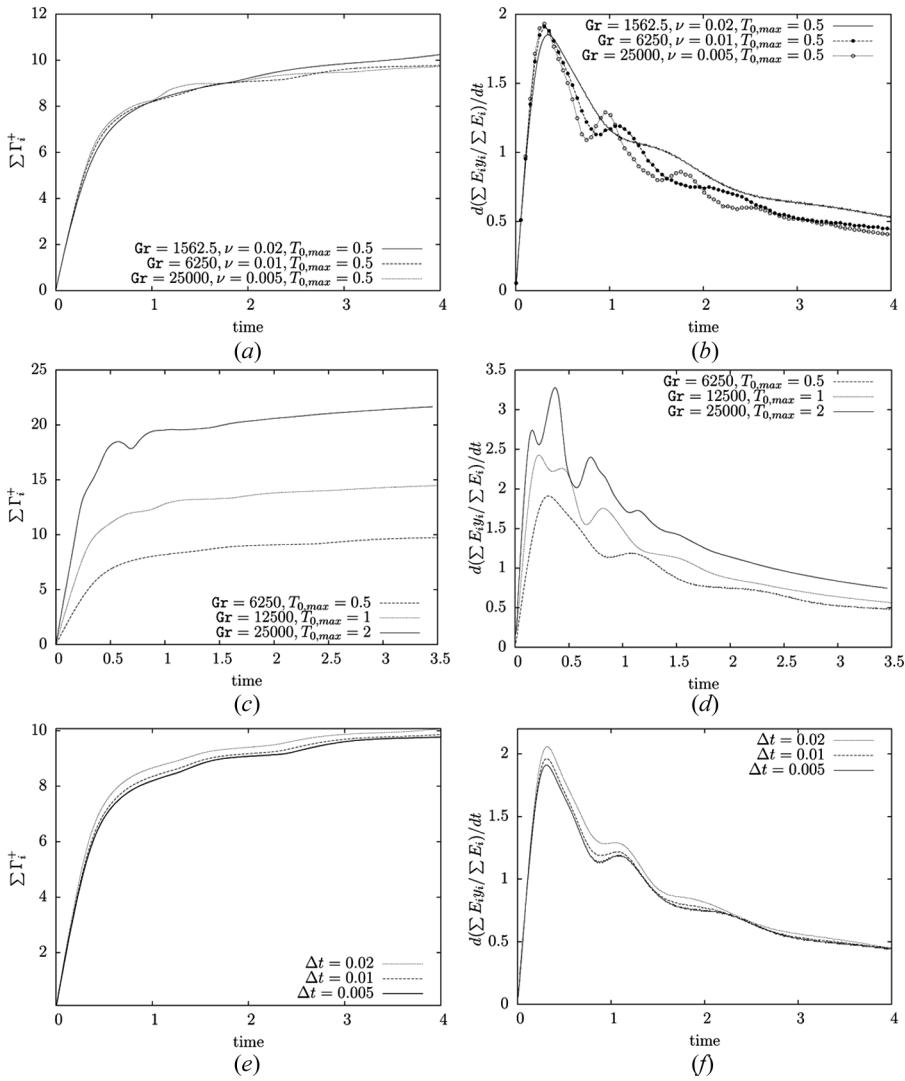 12
10
8
6
4
2
0
∑Γᵢ⁺
Gr = 1562.5, ν = 0.02, T₀,ₘₐₓ = 0.5
Gr = 6250, ν = 0.01, T₀,ₘₐₓ = 0.5
Gr = 25000, ν = 0.005, T₀,ₘₐₓ = 0.5
0 1 2 3 4
time
(a)
2
1.5
1
0.5
0
d(∑ Eᵢyᵢ/ ∑ Eᵢ)/dt
Gr = 1562.5, ν = 0.02, T₀,ₘₐₓ = 0.5
Gr = 6250, ν = 0.01, T₀,ₘₐₓ = 0.5
Gr = 25000, ν = 0.005, T₀,ₘₐₓ = 0.5
0 1 2 3 4
time
(b)
25
20
15
10
5
0
∑Γᵢ⁺
Gr = 6250, T₀,ₘₐₓ = 0.5
Gr = 12500, T₀,ₘₐₓ = 1
Gr = 25000, T₀,ₘₐₓ = 2
0 0.5 1 1.5 2 2.5 3 3.5
time
(c)
3.5
3
2.5
2
1.5
1
0.5
0
d(∑ Eᵢyᵢ/ ∑ Eᵢ)/dt
Gr = 6250, T₀,ₘₐₓ = 0.5
Gr = 12500, T₀,ₘₐₓ = 1
Gr = 25000, T₀,ₘₐₓ = 2
0 0.5 1 1.5 2 2.5 3 3.5
time
(d)
10
8
6
4
2
∑Γᵢ⁺
Δt = 0.02
Δt = 0.01
Δt = 0.005
0 1 2 3 4
time
(e)
2
1.5
1
0.5
0
d(∑ Eᵢyᵢ/ ∑ Eᵢ)/dt
Δt = 0.02
Δt = 0.01
Δt = 0.005
0 1 2 3 4
time
(f)